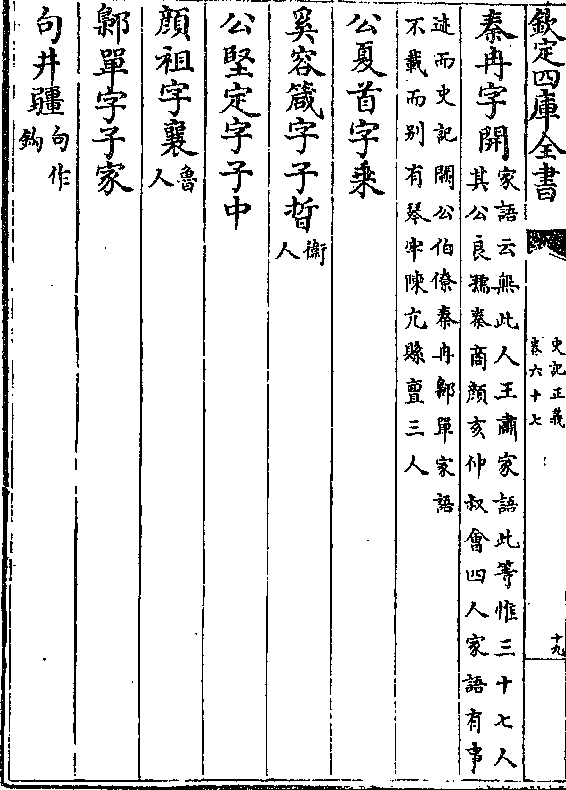 欽定四庫全書
史記正義
卷六十七
十九
秦冉字開
家語云無此人王肅家語此等惟三十七人
其公良孺秦商顔亥仲叔會四人家語有事
迹而史記闕公伯僚秦冉鄡單家語
不載而别有琴牢陳亢縣亶三人
公夏首字乘
奚容箴字子晳
衛
人
公堅定字子中
顔祖字襄
魯
人
鄡單字子家
句井疆
句作
鉤